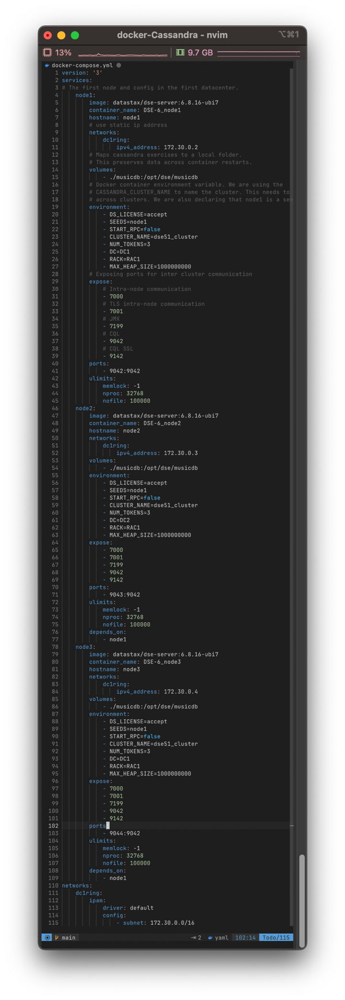 docker-Cassandra - nvim
⌥⌘1
13%
9.7 GB
docker-compose.yml
1 version: '3'
2 services:
3 # The first node and config in the first datacenter.
4 node1:
5 image: datastax/dse-server:6.8.16-ubi7
6 container_name: DSE-6_node1
7 hostname: node1
8 # use static ip address
9 networks:
10 dc1ring:
11 ipv4_address: 172.30.0.2
12 # Maps cassandra exercises to a local folder.
13 # This preserves data across container restarts.
14 volumes:
15 - ./musicdb:/opt/dse/musicdb
16 # Docker container environment variable. We are using the
17 # CASSANDRA_CLUSTER_NAME to name the cluster. This needs to
18 # across clusters. We are also declaring that node1 is a see
19 environment:
20 - DS_LICENSE=accept
21 - SEEDS=node1
22 - START_RPC=false
23 - CLUSTER_NAME=dse51_cluster
24 - NUM_TOKENS=3
25 - DC=DC1
26 - RACK=RAC1
27 - MAX_HEAP_SIZE=1000000000
28 # Exposing ports for inter cluster communication
29 expose:
30 # Intra-node communication
31 - 7000
32 # TLS intra-node communication
33 - 7001
34 # JMX
35 - 7199
36 # CQL
37 - 9042
38 # CQL SSL
39 - 9142
40 ports:
41 - 9042:9042
42 ulimits:
43 memlock: -1
44 nproc: 32768
45 nofile: 100000
46 node2:
47 image: datastax/dse-server:6.8.16-ubi7
48 container_name: DSE-6_node2
49 hostname: node2
50 networks:
51 dc1ring:
52 ipv4_address: 172.30.0.3
53 volumes:
54 - ./musicdb:/opt/dse/musicdb
55 environment:
56 - DS_LICENSE=accept
57 - SEEDS=node1
58 - START_RPC=false
59 - CLUSTER_NAME=dse51_cluster
60 - NUM_TOKENS=3
61 - DC=DC2
62 - RACK=RAC1
63 - MAX_HEAP_SIZE=1000000000
64 expose:
65 - 7000
66 - 7001
67 - 7199
68 - 9042
69 - 9142
70 ports:
71 - 9043:9042
72 ulimits:
73 memlock: -1
74 nproc: 32768
75 nofile: 100000
76 depends_on:
77 - node1
78 node3:
79 image: datastax/dse-server:6.8.16-ubi7
80 container_name: DSE-6_node3
81 hostname: node3
82 networks:
83 dc1ring:
84 ipv4_address: 172.30.0.4
85 volumes:
86 - ./musicdb:/opt/dse/musicdb
87 environment:
88 - DS_LICENSE=accept
89 - SEEDS=node1
90 - START_RPC=false
91 - CLUSTER_NAME=dse51_cluster
92 - NUM_TOKENS=3
93 - DC=DC1
94 - RACK=RAC1
95 - MAX_HEAP_SIZE=1000000000
96 expose:
97 - 7000
98 - 7001
99 - 7199
100 - 9042
101 - 9142
102 ports:
103 - 9044:9042
104 ulimits:
105 memlock: -1
106 nproc: 32768
107 nofile: 100000
108 depends_on:
109 - node1
110 networks:
111 dc1ring:
112 ipam:
113 driver: default
114 config:
115 - subnet: 172.30.0.0/16
main ⇥ 2 yaml 102:14 Todo/115